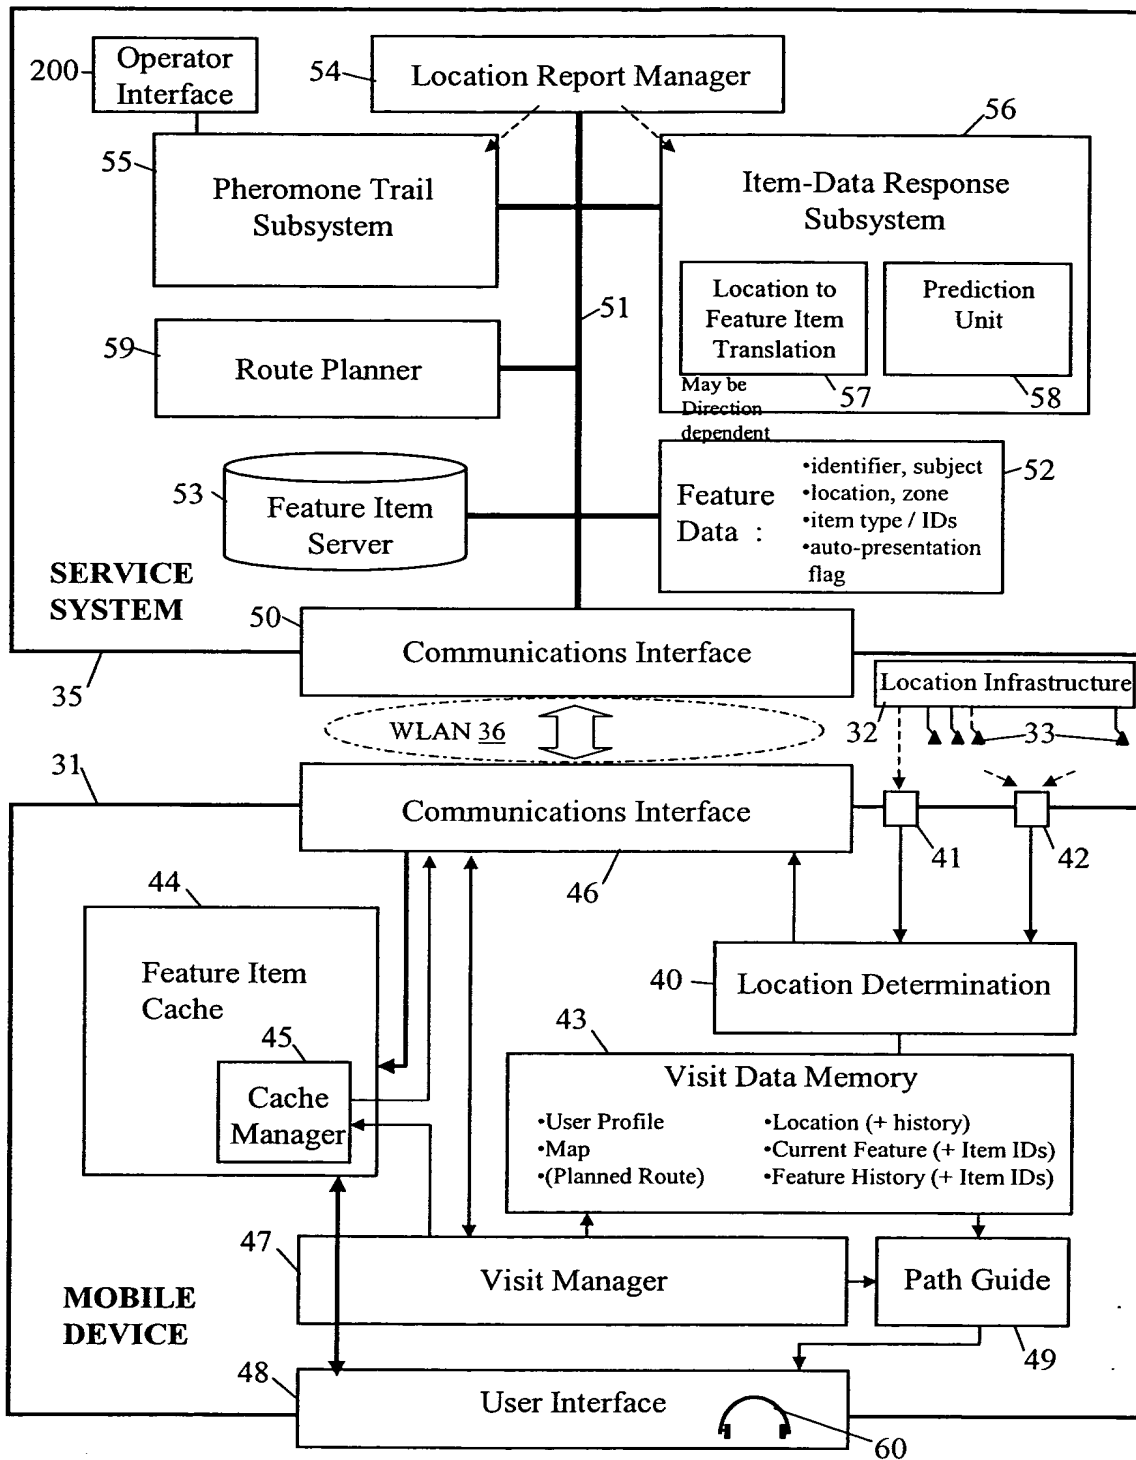 200
Operator
Interface
54
Location Report Manager
56
55
Pheromone Trail
Subsystem
Item-Data Response
Subsystem
51
Location to
Feature Item
Translation
Prediction
Unit
59
Route Planner
May be
Direction
dependent
57
58
53
Feature Item
Server
Feature
Data :
•identifier, subject
•location, zone
•item type / IDs
•auto-presentation
flag
52
SERVICE
SYSTEM
50
Communications Interface
35
Location Infrastructure
WLAN 36
32
33
31
Communications Interface
41
42
46
44
Feature Item
Cache
40
Location Determination
45
Cache
Manager
43
Visit Data Memory
•User Profile
•Map
•(Planned Route)
•Location (+ history)
•Current Feature (+ Item IDs)
•Feature History (+ Item IDs)
47
Visit Manager
Path Guide
MOBILE
DEVICE
49
48
User Interface
60